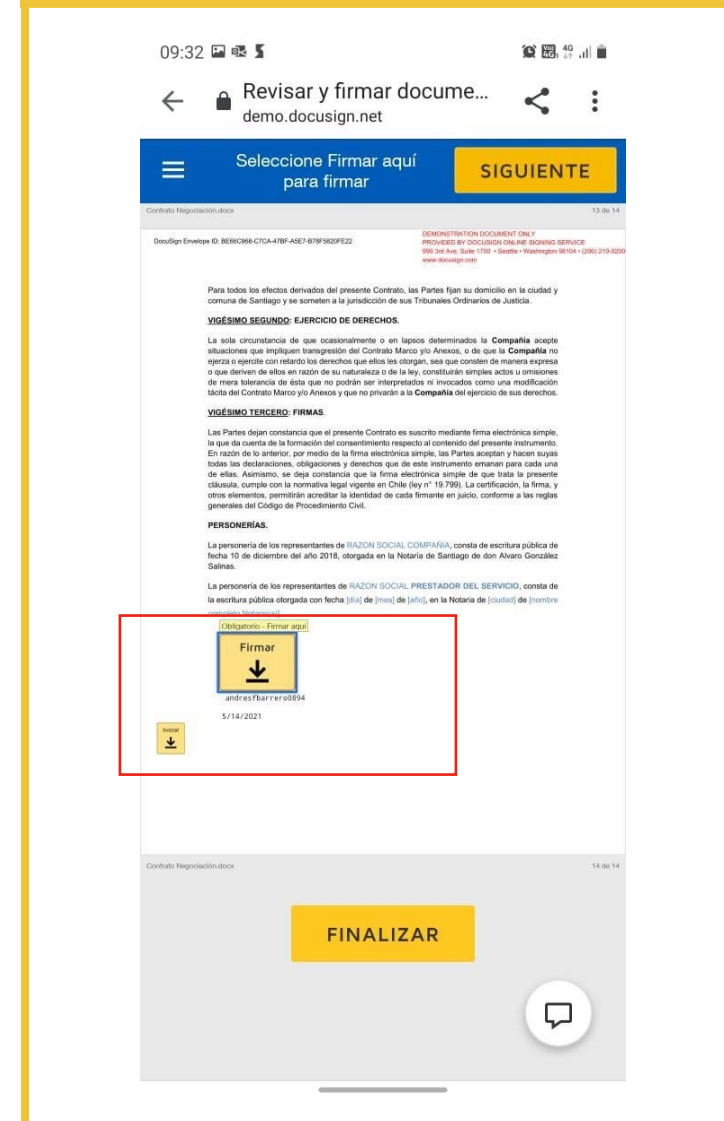 09:32
4G
Revisar y firmar docume...
demo.docusign.net
Seleccione Firmar aquí
para firmar
SIGUIENTE
Contrato Negociación.docx
13 de 14
DocuSign Envelope ID: BE66C968-C7CA-47BF-A5E7-B78F5820FE22
DEMONSTRATION DOCUMENT ONLY
PROVIDED BY DOCUSIGN ONLINE SIGNING SERVICE
999 3rd Ave, Suite 1700 • Seattle • Washington 98104 • (206) 219-0200
www.docusign.com
Para todos los efectos derivados del presente Contrato, las Partes fijan su domicilio en la ciudad y
comuna de Santiago y se someten a la jurisdicción de sus Tribunales Ordinarios de Justicia.
VIGÉSIMO SEGUNDO: EJERCICIO DE DERECHOS.
La sola circunstancia de que ocasionalmente o en lapsos determinados la Compañía acepte
situaciones que impliquen transgresión del Contrato Marco y/o Anexos, o de que la Compañía no
ejerza o ejercite con retardo los derechos que ellos les otorgan, sea que consten de manera expresa
o que deriven de ellos en razón de su naturaleza o de la ley, constituirán simples actos u omisiones
de mera tolerancia de ésta que no podrán ser interpretados ni invocados como una modificación
tácita del Contrato Marco y/o Anexos y que no privarán a la Compañía del ejercicio de sus derechos.
VIGÉSIMO TERCERO: FIRMAS.
Las Partes dejan constancia que el presente Contrato es suscrito mediante firma electrónica simple,
la que da cuenta de la formación del consentimiento respecto al contenido del presente instrumento.
En razón de lo anterior, por medio de la firma electrónica simple, las Partes aceptan y hacen suyas
todas las declaraciones, obligaciones y derechos que de este instrumento emanan para cada una
de ellas. Asimismo, se deja constancia que la firma electrónica simple de que trata la presente
cláusula, cumple con la normativa legal vigente en Chile (ley n° 19.799). La certificación, la firma, y
otros elementos, permitirán acreditar la identidad de cada firmante en juicio, conforme a las reglas
generales del Código de Procedimiento Civil.
PERSONERÍAS.
La personería de los representantes de RAZON SOCIAL COMPAÑIA, consta de escritura pública de
fecha 10 de diciembre del año 2018, otorgada en la Notaría de Santiago de don Alvaro González
Salinas.
La personería de los representantes de RAZON SOCIAL PRESTADOR DEL SERVICIO, consta de
la escritura pública otorgada con fecha [día] de [mes] de [año], en la Notaria de [ciudad] de [nombre
completo Notario(a)]
Obligatorio - Firmar aquí
Firmar
andresfbarrero0894
5/14/2021
Inicial
Contrato Negociación.docx
14 de 14
FINALIZAR